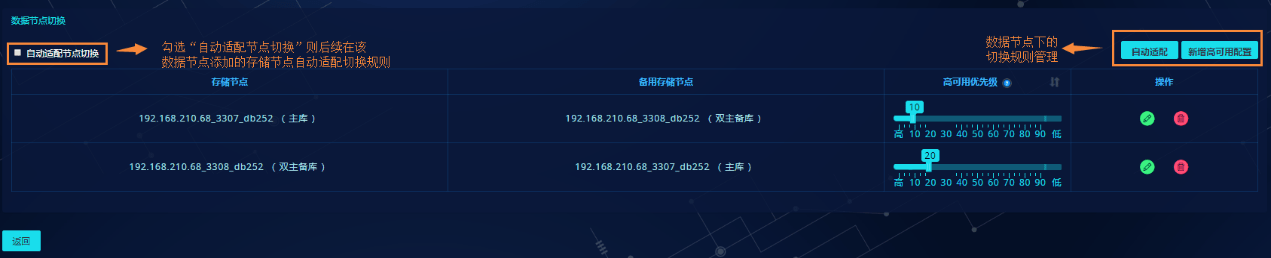 数据节点切换
自动适配节点切换
勾选“自动适配节点切换”则后续在该
数据节点添加的存储节点自动适配切换规则
数据节点下的
切换规则管理
自动适配
新增高可用配置
存储节点
备用存储节点
高可用优先级
操作
192.168.210.68_3307_db252 （主库）
192.168.210.68_3308_db252 （双主备库）
10
高 10 20 30 40 50 60 70 80 90 低
192.168.210.68_3308_db252 （双主备库）
192.168.210.68_3307_db252 （主库）
20
高 10 20 30 40 50 60 70 80 90 低
返回